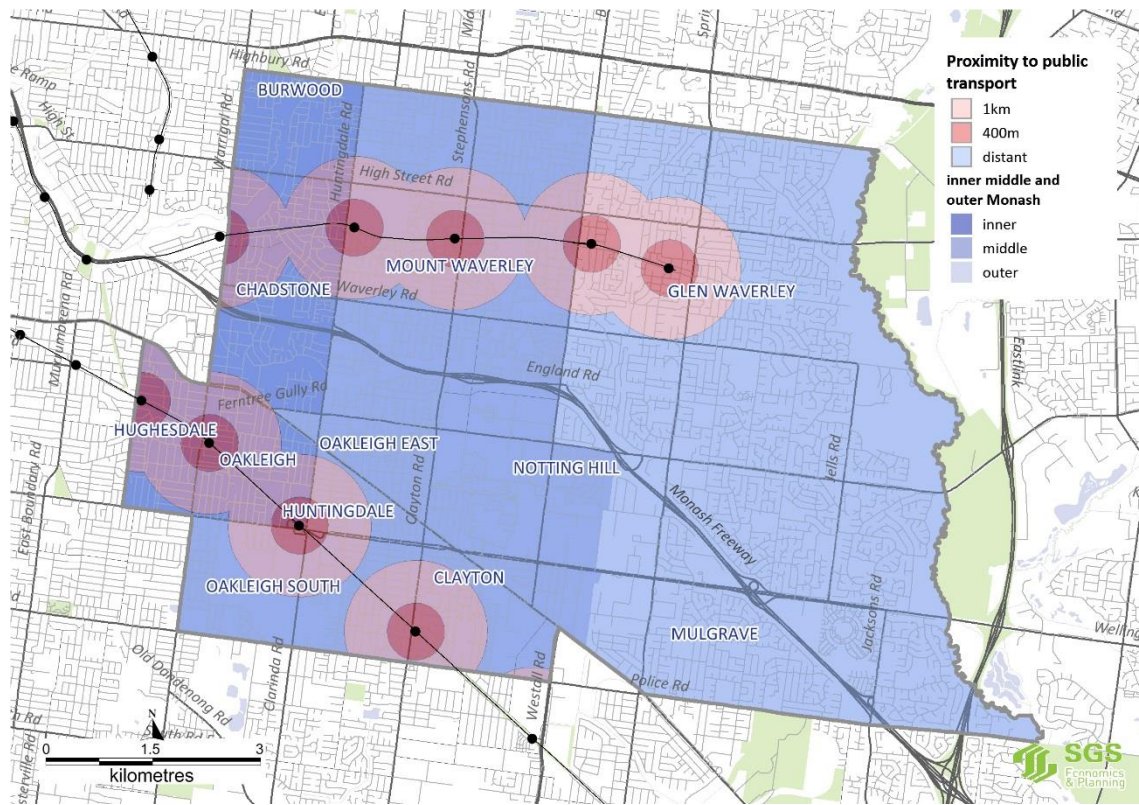 Highbury Rd
BURWOOD
e Ramp
High St
Warrigal Rd
Huntingdale Rd
Stephensons Rd
High Street Rd
MOUNT WAVERLEY
GLEN WAVERLEY
CHADSTONE
Waverley Rd
Murrumbeena Rd
England Rd
Ferntree Gully Rd
HUGHESDALE
OAKLEIGH
OAKLEIGH EAST
NOTTING HILL
Jells Rd
Clayton Rd
Monash Freeway
Eastlink
HUNTINGDALE
East Boundary Rd
OAKLEIGH SOUTH
CLAYTON
MULGRAVE
Jacksons Rd
Welling
Clarinda Rd
Old Dandenong Rd
Westall Rd
Police Rd
Proximity to public
transport
1km
400m
distant
inner middle and
outer Monash
inner
middle
outer
N
0 1.5 3
kilometres
SGS
Economics
& Planning